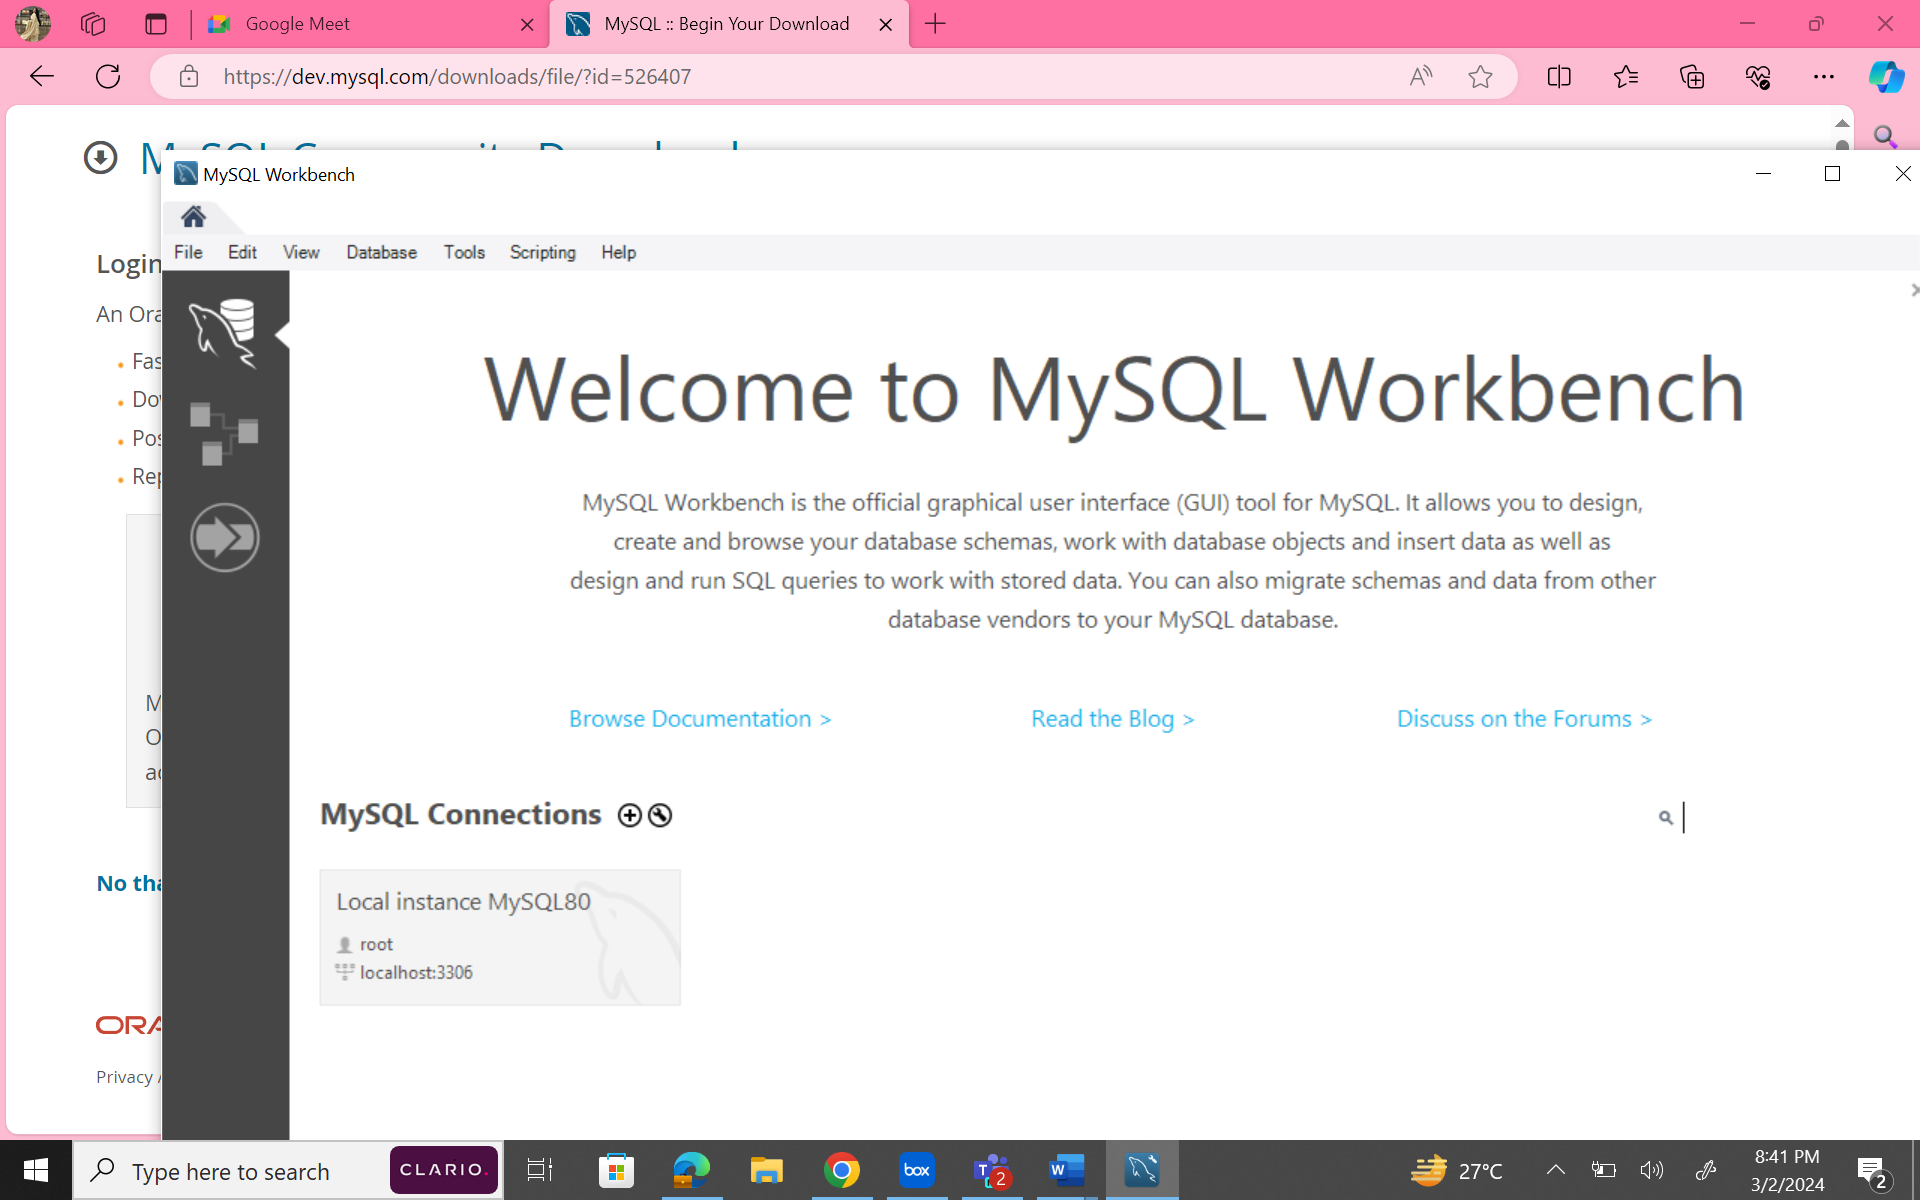 Google Meet
MySQL :: Begin Your Download
https://dev.mysql.com/downloads/file/?id=526407
MySQL Workbench
File Edit View Database Tools Scripting Help
Login
An Ora
Fas
Dov
Pos
Rep
M
O
ac
No tha
ORA
Privacy /
Welcome to MySQL Workbench
MySQL Workbench is the official graphical user interface (GUI) tool for MySQL. It allows you to design,
create and browse your database schemas, work with database objects and insert data as well as
design and run SQL queries to work with stored data. You can also migrate schemas and data from other
database vendors to your MySQL database.
Browse Documentation >
Read the Blog >
Discuss on the Forums >
MySQL Connections
Local instance MySQL80
root
localhost:3306
Type here to search
CLARIO.
box
T
2
W
27°C
8:41 PM
3/2/2024
2